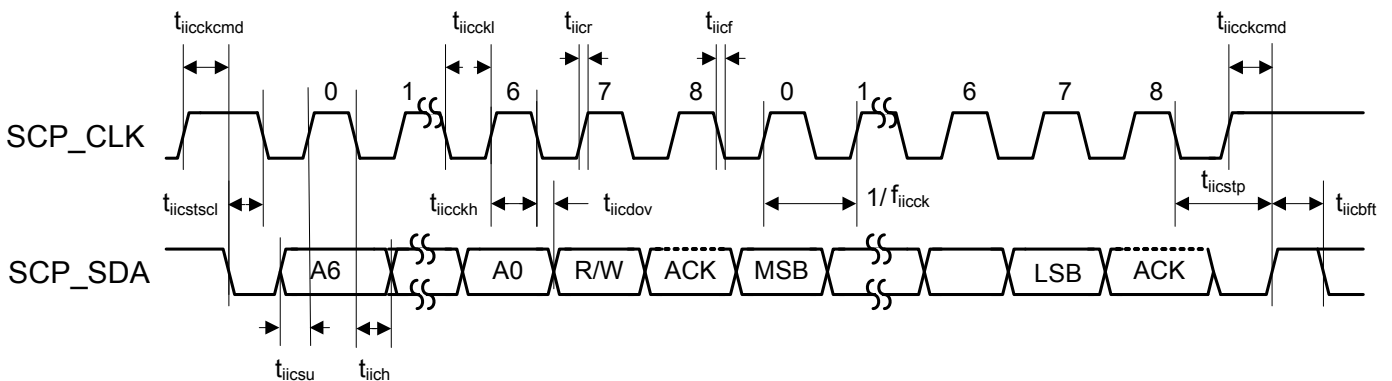 t_iicckcmd t_iicckl t_iicr t_iicf t_iicckcmd
0 1 6 7 8 0 1 6 7 8
SCP_CLK
t_iicstscl t_iicckh t_iicdov 1/f_iicck t_iicstp t_iicbft
SCP_SDA A6 A0 R/W ACK MSB LSB ACK
t_iicsu t_iich